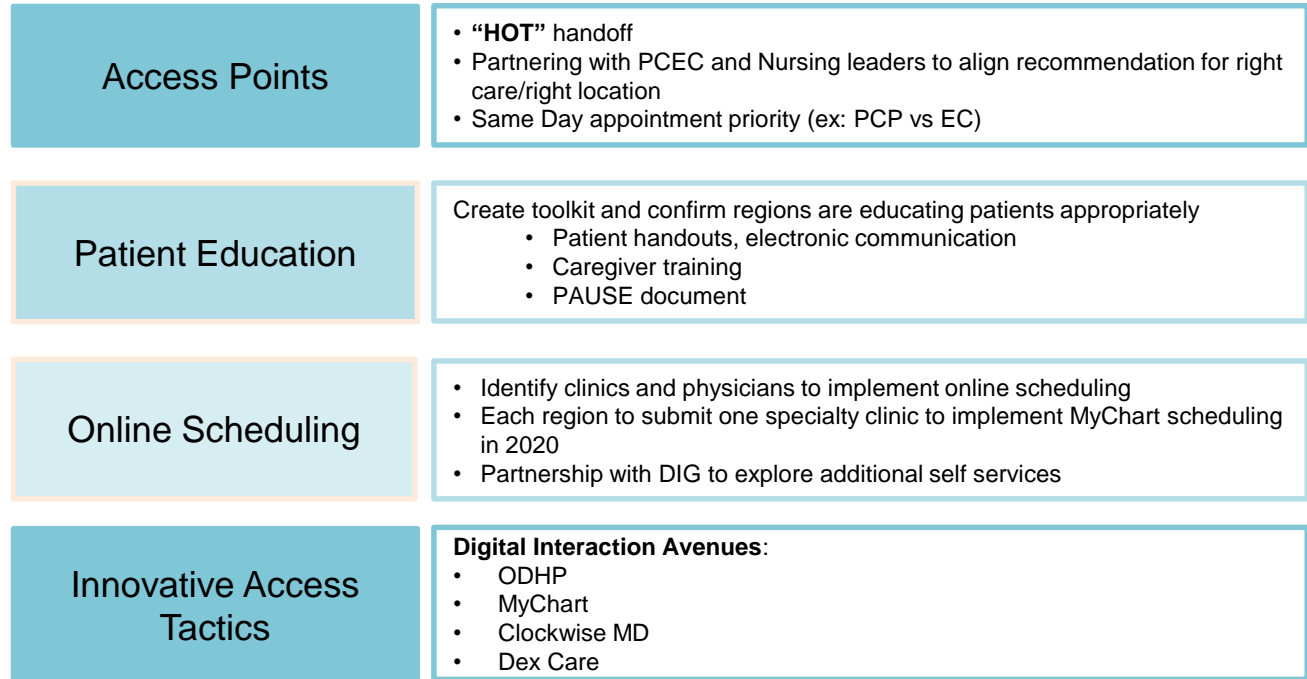 Access Points
• “HOT” handoff
• Partnering with PCEC and Nursing leaders to align recommendation for right
care/right location
• Same Day appointment priority (ex: PCP vs EC)
Patient Education
Create toolkit and confirm regions are educating patients appropriately
• Patient handouts, electronic communication
• Caregiver training
• PAUSE document
Online Scheduling
• Identify clinics and physicians to implement online scheduling
• Each region to submit one specialty clinic to implement MyChart scheduling
in 2020
• Partnership with DIG to explore additional self services
Innovative Access
Tactics
Digital Interaction Avenues:
• ODHP
• MyChart
• Clockwise MD
• Dex Care